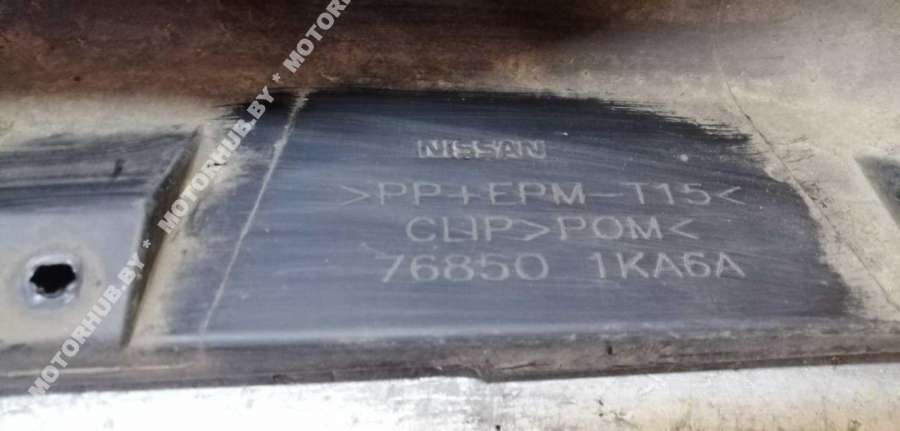 NISSAN
>PP+EPM-T15<
CLIP>POM<
76850 1KA6A
MOTORHUB.BY * MOTORHUB.BY * MOTORHUB.BY